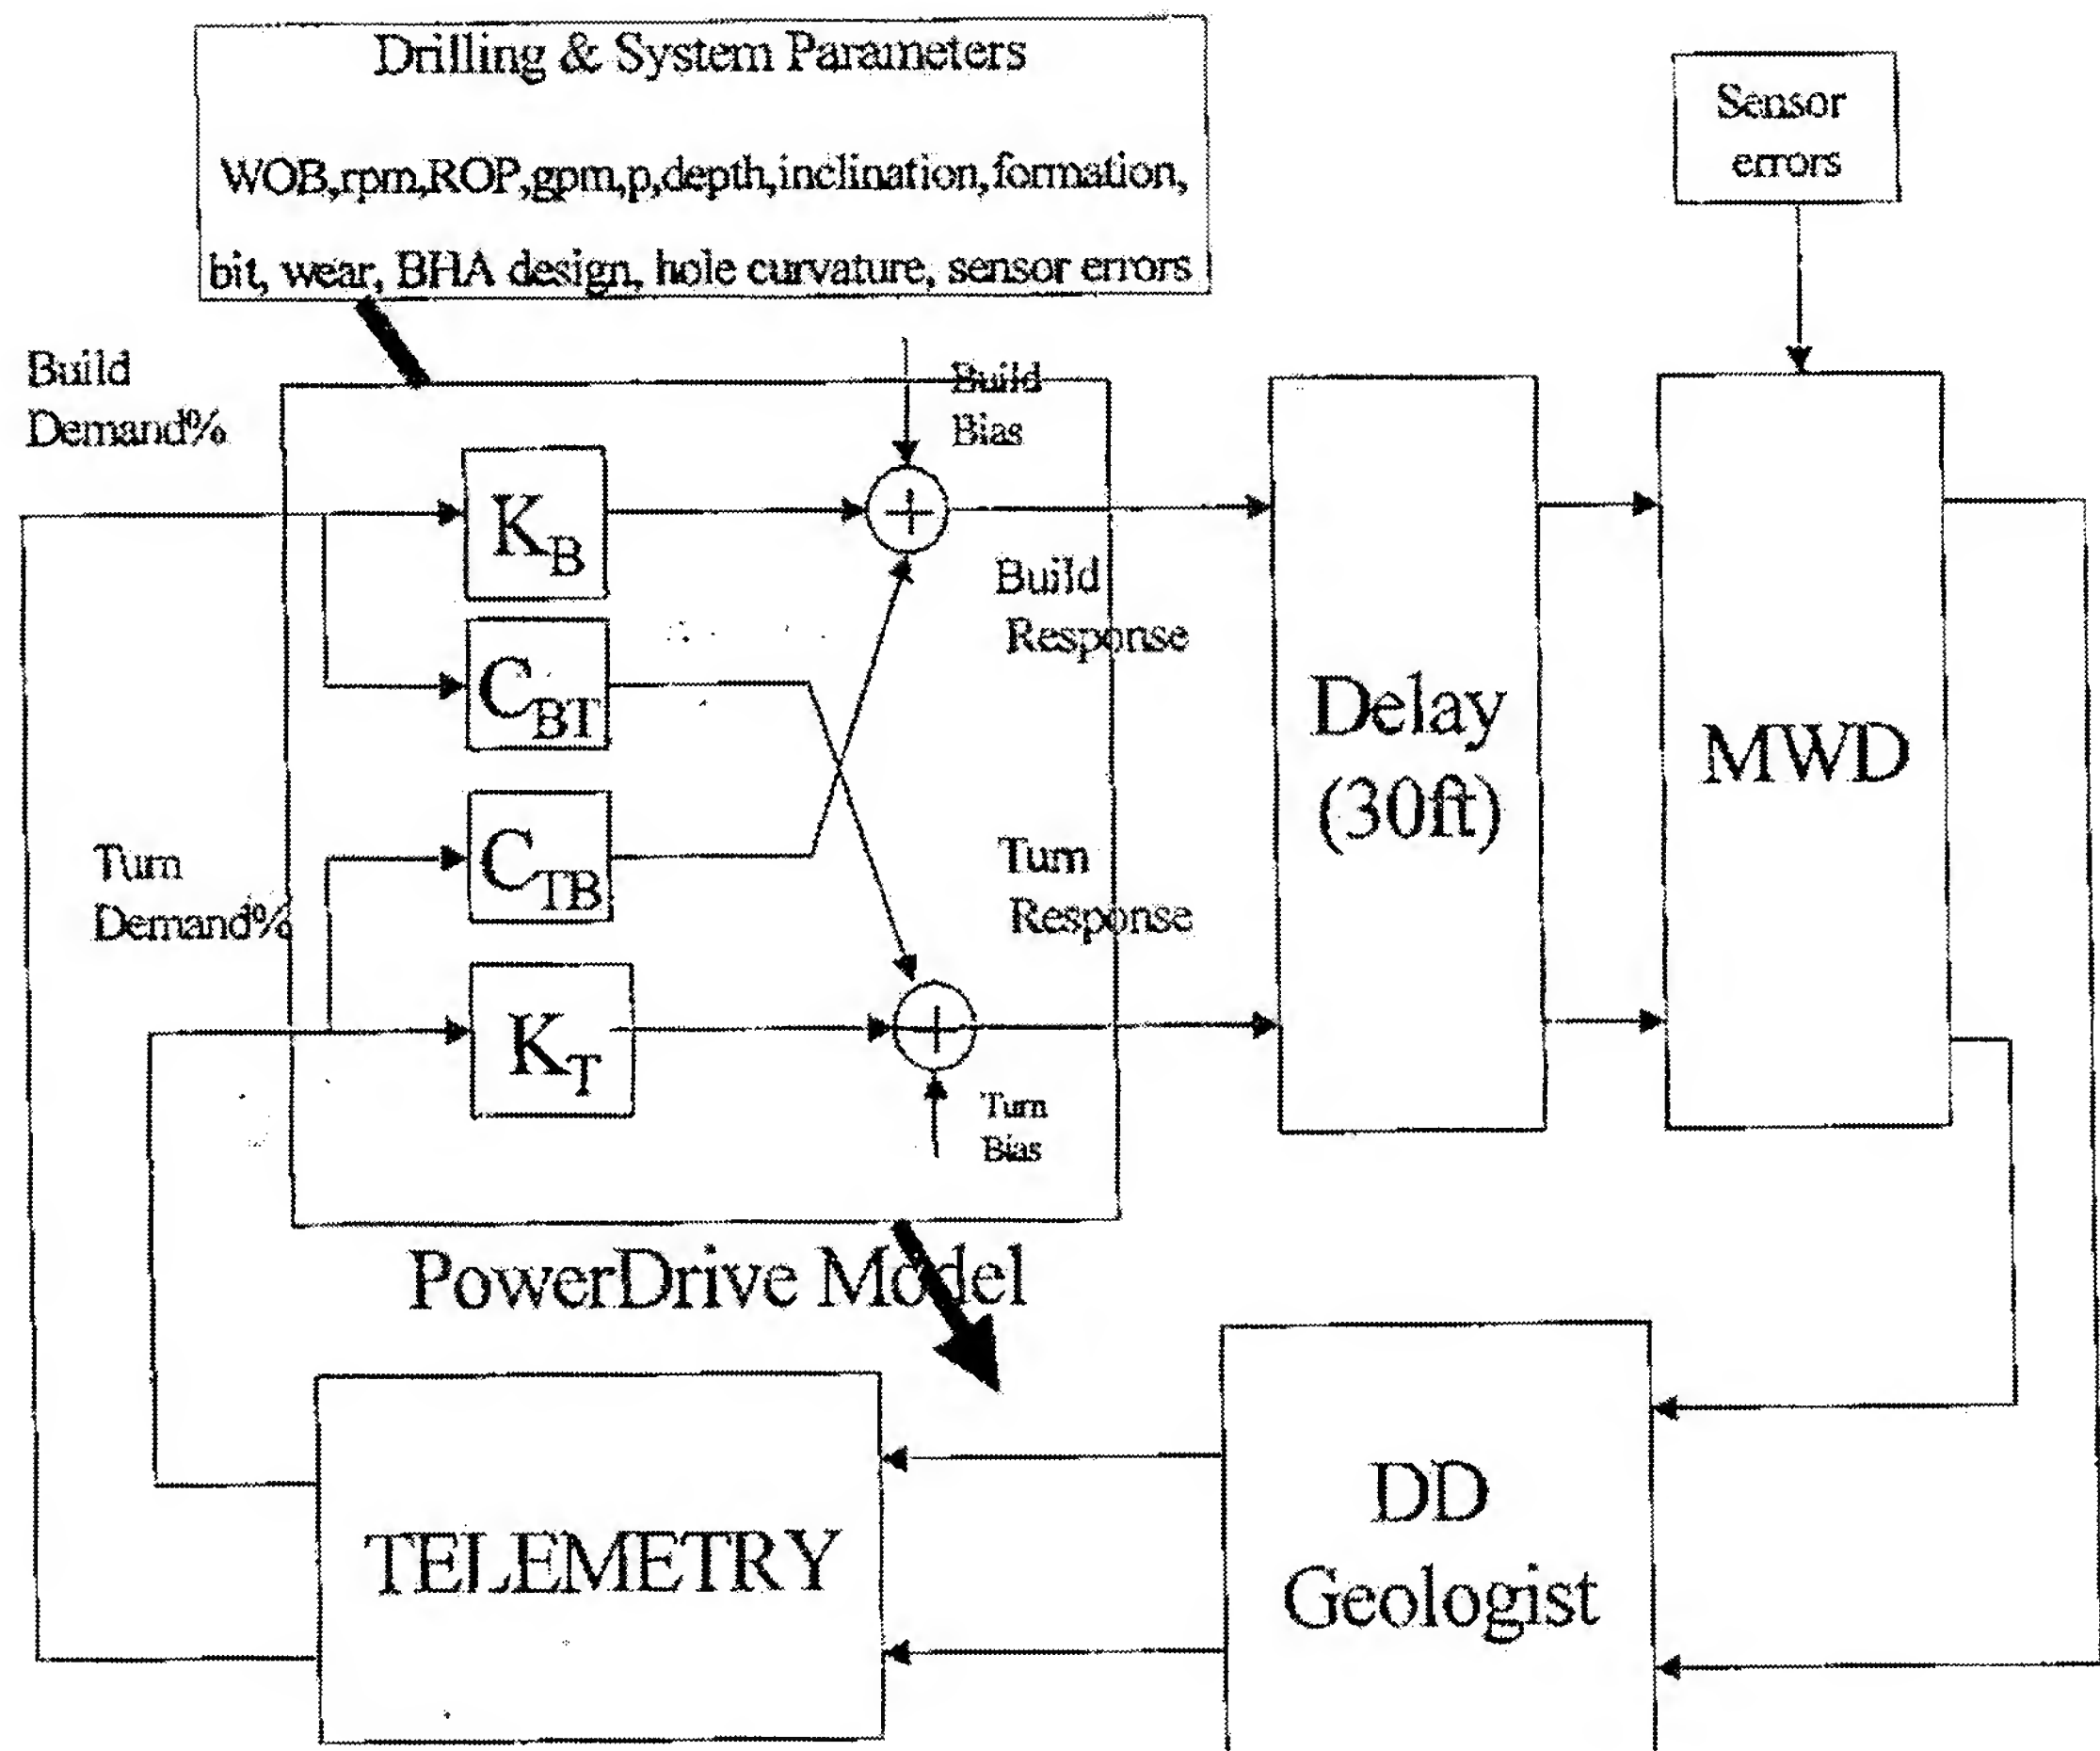 Drilling & System Parameters
WOB,rpm,ROP,gpm,p,depth,inclination,formation,
bit, wear, BHA design, hole curvature, sensor errors
Sensor
errors
Build
Demand%
Build
Bias
K_B
Build
Response
C_BT
Delay
(30ft)
MWD
Turn
Demand%
C_TB
Turn
Response
K_T
Turn
Bias
PowerDrive Model
TELEMETRY
DD
Geologist